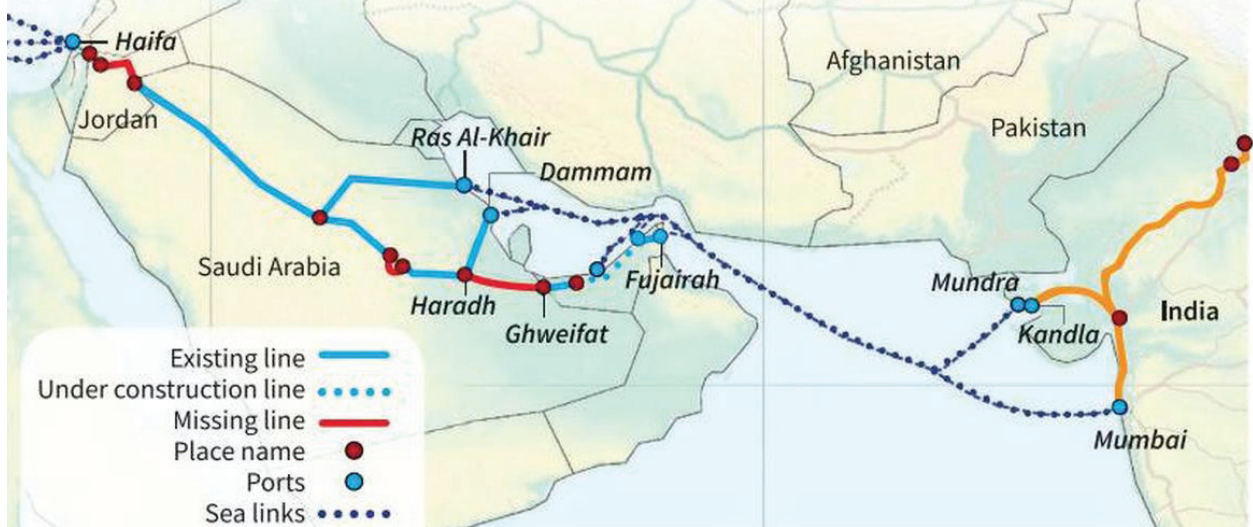 Haifa
Afghanistan
Jordan
Pakistan
Ras Al-Khair
Dammam
Saudi Arabia
Fujairah
Mundra
Haradh
India
Ghweifat
Kandla
Existing line
Under construction line
Missing line
Place name
Mumbai
Ports
Sea links